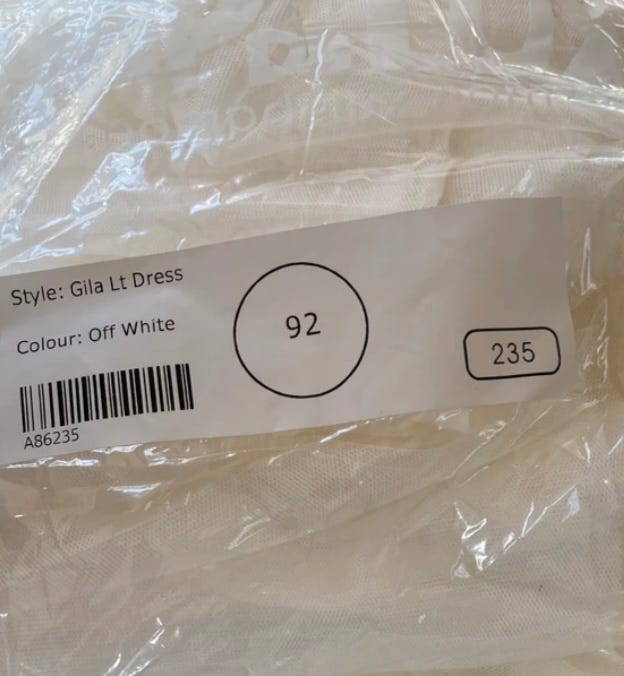 Style: Gila Lt Dress
Colour: Off White
A86235
92
235